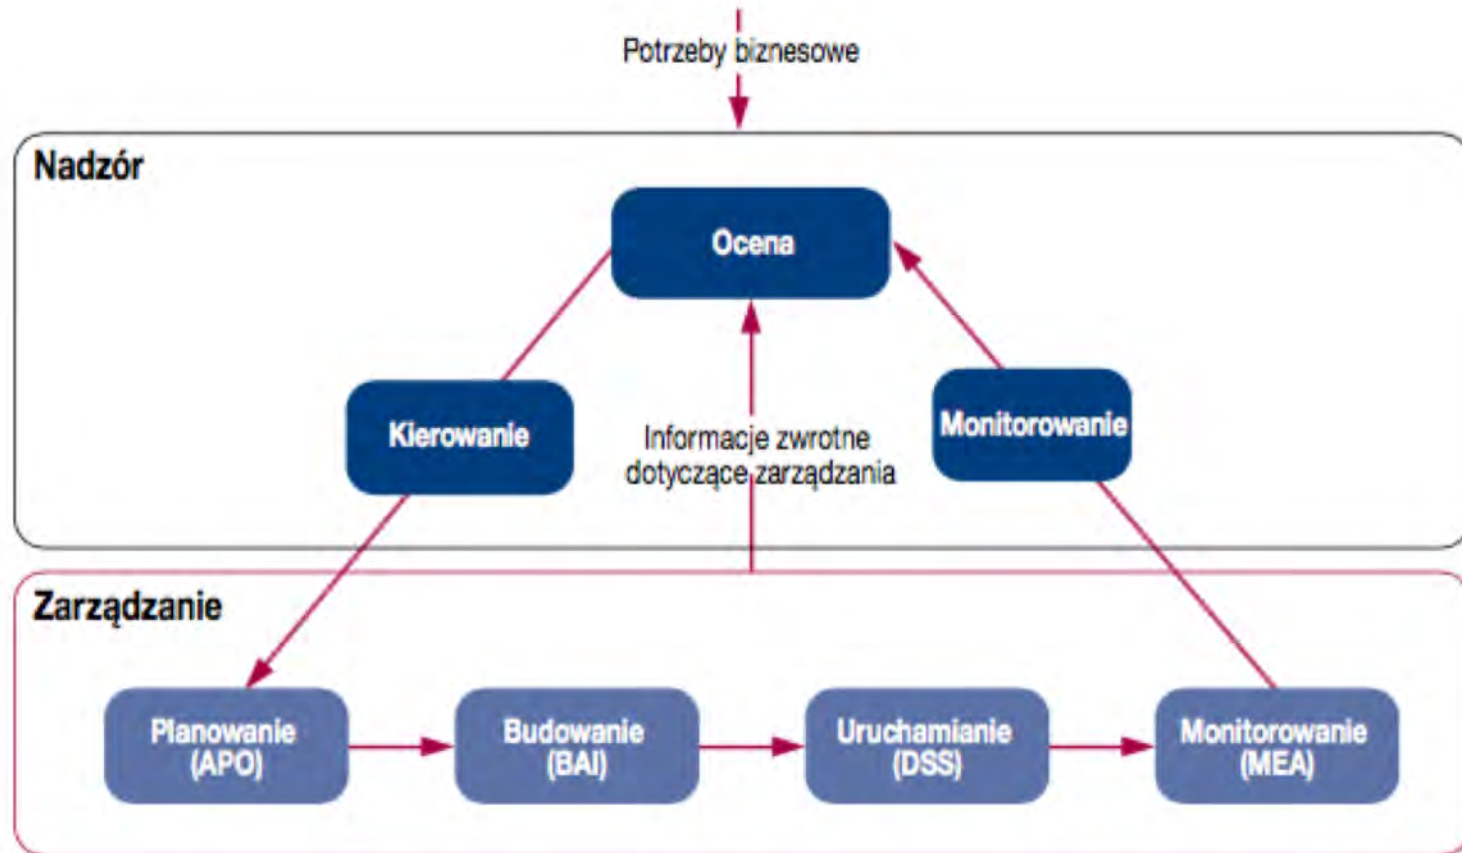 Potrzeby biznesowe
Nadzór
Ocena
Kierowanie
Informacje zwrotne
dotyczące zarządzania
Monitorowanie
Zarządzanie
Planowanie
(APO)
Budowanie
(BAI)
Uruchamianie
(DSS)
Monitorowanie
(MEA)